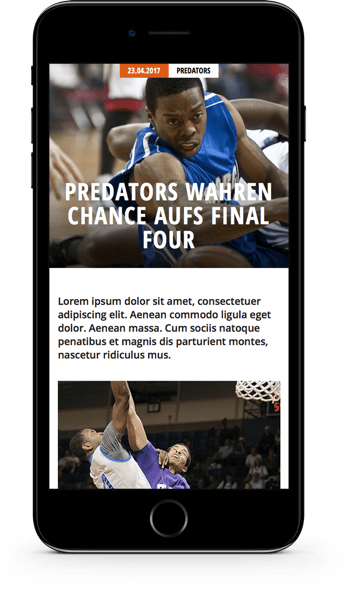 23.04.2017 PREDATORS
PREDATORS WAHREN
CHANCE AUFS FINAL
FOUR
Lorem ipsum dolor sit amet, consectetuer
adipiscing elit. Aenean commodo ligula eget
dolor. Aenean massa. Cum sociis natoque
penatibus et magnis dis parturient montes,
nascetur ridiculus mus.